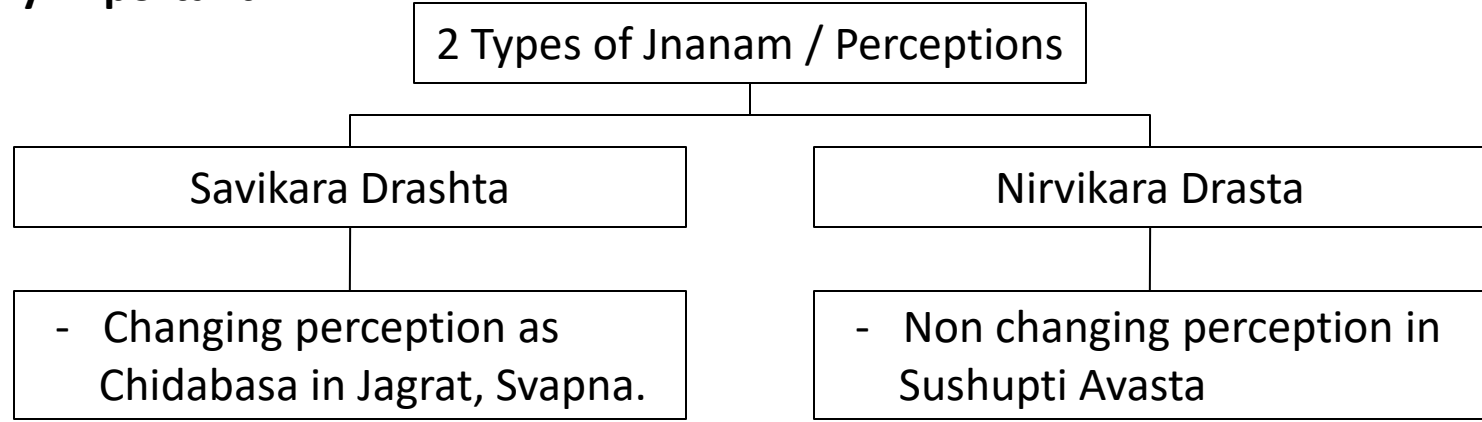 2 Types of Jnanam / Perceptions
Savikara Drashta
Nirvikara Drasta
- Changing perception as
Chidabasa in Jagrat, Svapna.
- Non changing perception in
Sushupti Avasta